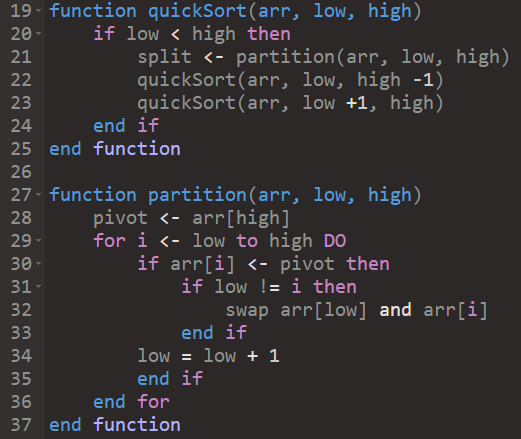 19 function quickSort(arr, low, high)
20     if low < high then
21         split <- partition(arr, low, high)
22         quickSort(arr, low, high -1)
23         quickSort(arr, low +1, high)
24     end if
25 end function
26
27 function partition(arr, low, high)
28     pivot <- arr[high]
29     for i <- low to high DO
30         if arr[i] <- pivot then
31             if low != i then
32                 swap arr[low] and arr[i]
33             end if
34         low = low + 1
35         end if
36     end for
37 end function